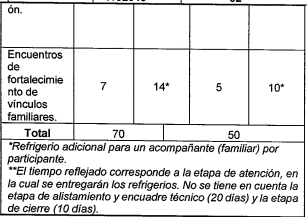 ón.
Encuentros
de
fortalecimie
nto de
vínculos
familiares.
7 14* 5 10*
Total 70 50
*Refrigerio adicional para un acompañante (familiar) por
participante.
**El tiempo reflejado corresponde a la etapa de atención, en
la cual se entregarán los refrigerios. No se tiene en cuenta la
etapa de alistamiento y encuadre técnico (20 días) y la etapa
de cierre (10 días).